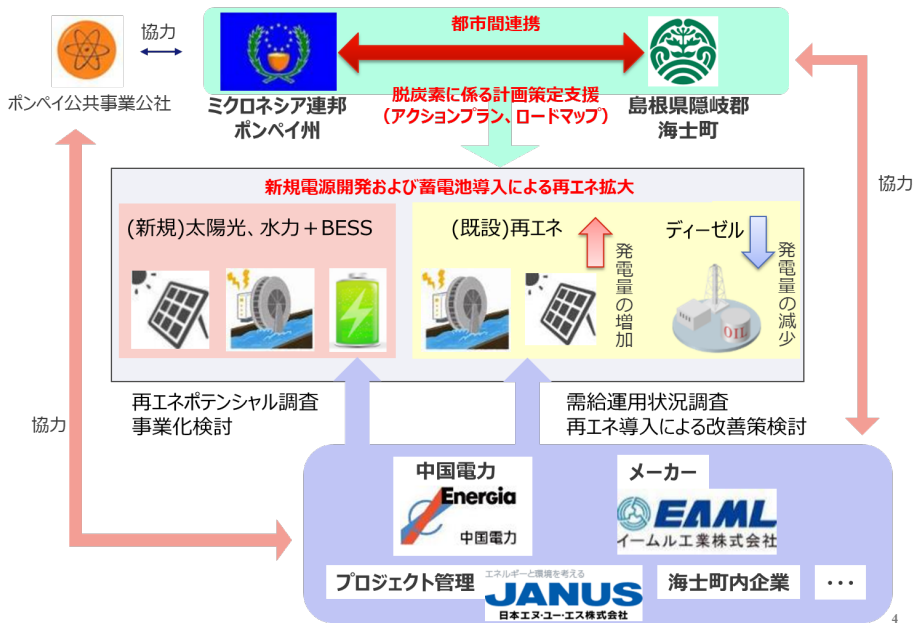 協力
都市間連携
ポンペイ公共事業公社
ミクロネシア連邦
ポンペイ州
脱炭素に係る計画策定支援
（アクションプラン、ロードマップ）
島根県隠岐郡
海士町
協力
新規電源開発および蓄電池導入による再エネ拡大
(新規)太陽光、水力＋BESS
(既設)再エネ
発電量の増加
ディーゼル
発電量の減少
OIL
再エネポテンシャル調査
事業化検討
需給運用状況調査
再エネ導入による改善策検討
協力
中国電力
Energia
中国電力
メーカー
EAML
イームル工業株式会社
プロジェクト管理
エネルギーと環境を考える
JANUS
日本エヌ・ユー・エス株式会社
海士町内企業
・・・
4